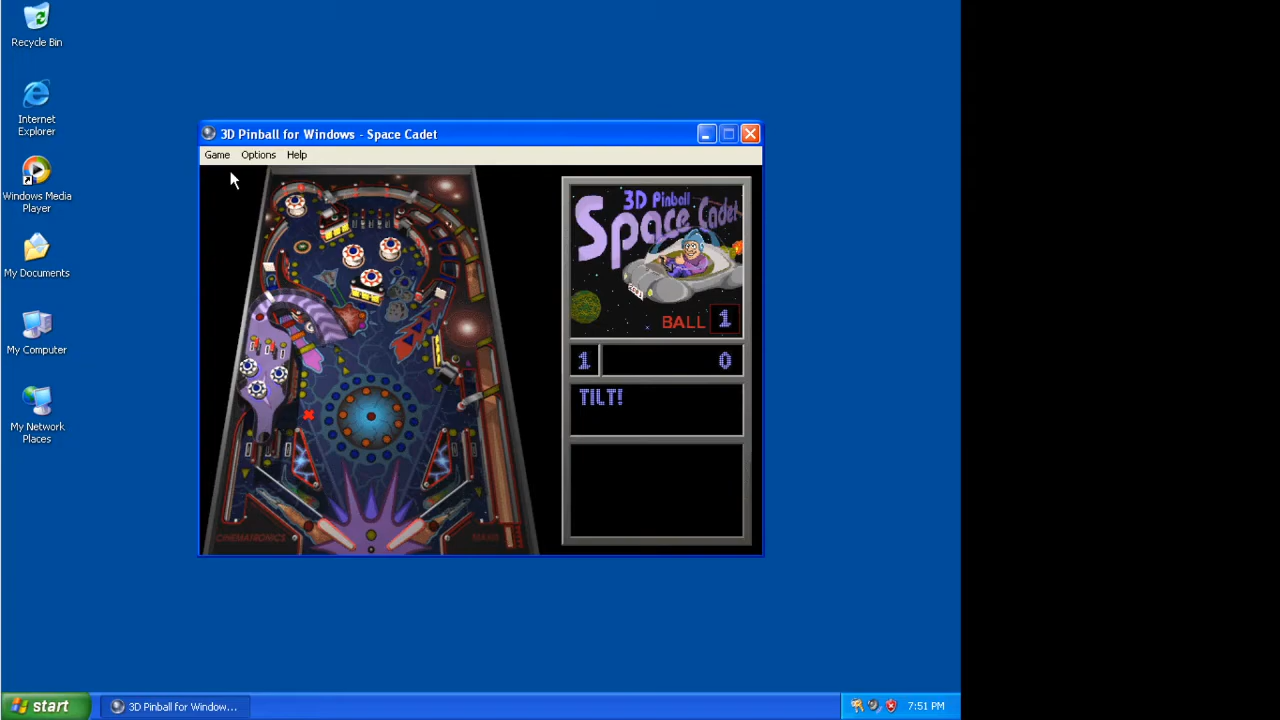 Recycle Bin
Internet
Explorer
Windows Media
Player
My Documents
My Computer
My Network
Places
3D Pinball for Windows - Space Cadet
Game Options Help
3D Pinball
Space Cadet
BALL 1
1 0
TILT!
CINEMATRONICS MAXIS
start
3D Pinball for Window...
7:51 PM